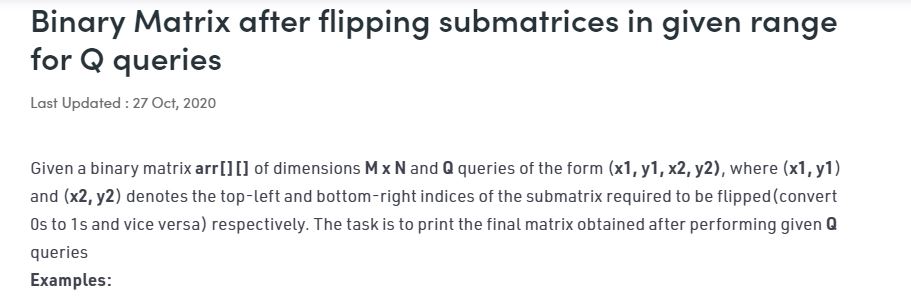 Binary Matrix after flipping submatrices in given range
for Q queries
Last Updated : 27 Oct, 2020
Given a binary matrix arr[][] of dimensions M x N and Q queries of the form (x1, y1, x2, y2), where (x1, y1)
and (x2, y2) denotes the top-left and bottom-right indices of the submatrix required to be flipped(convert
0s to 1s and vice versa) respectively. The task is to print the final matrix obtained after performing given Q
queries
Examples: